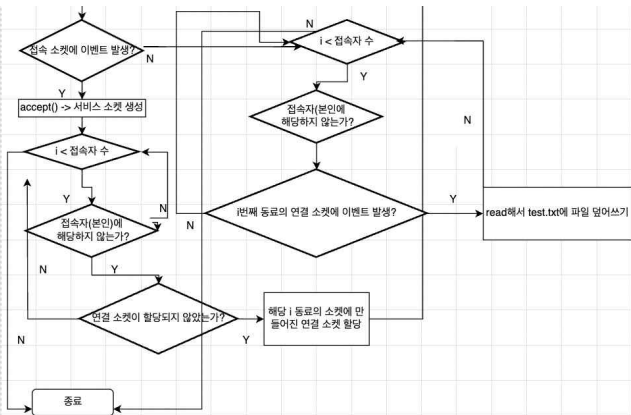 N
i < 접속자 수
접속 소켓에 이벤트 발생?
N
Y
Y
accept() -> 서비스 소켓 생성
접속자(본인에
해당하지 않는가?
N
i < 접속자 수
Y
N
접속자(본인)에
해당하지 않는가?
N
i번째 동료의 연결 소켓에 이벤트 발생?
Y
read해서 test.txt에 파일 덮어쓰기
N
Y
연결 소켓이 할당되지 않았는가?
해당 i 동료의 소켓에 만
들어진 연결 소켓 할당
N
Y
종료